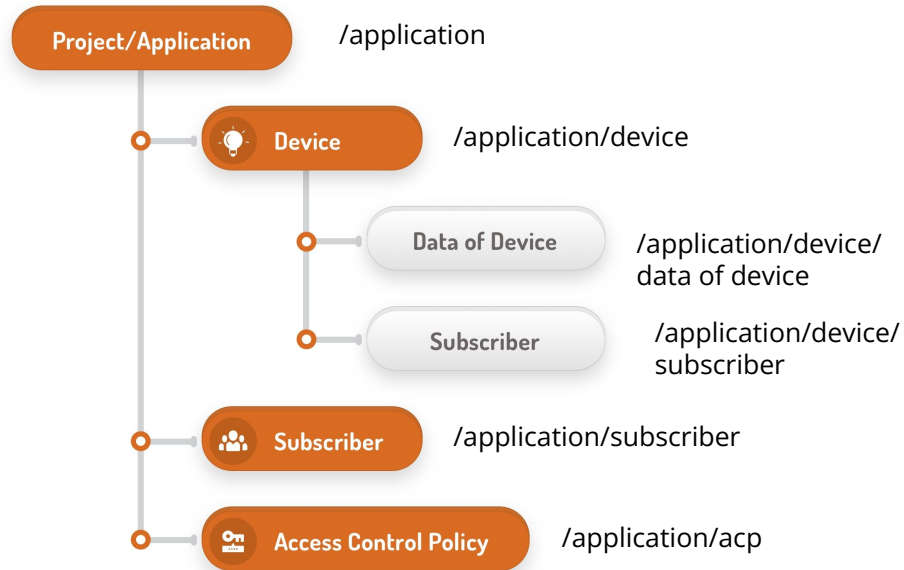 Project/Application
/application
Device
/application/device
Data of Device
/application/device/
data of device
Subscriber
/application/device/
subscriber
Subscriber
/application/subscriber
Access Control Policy
/application/acp